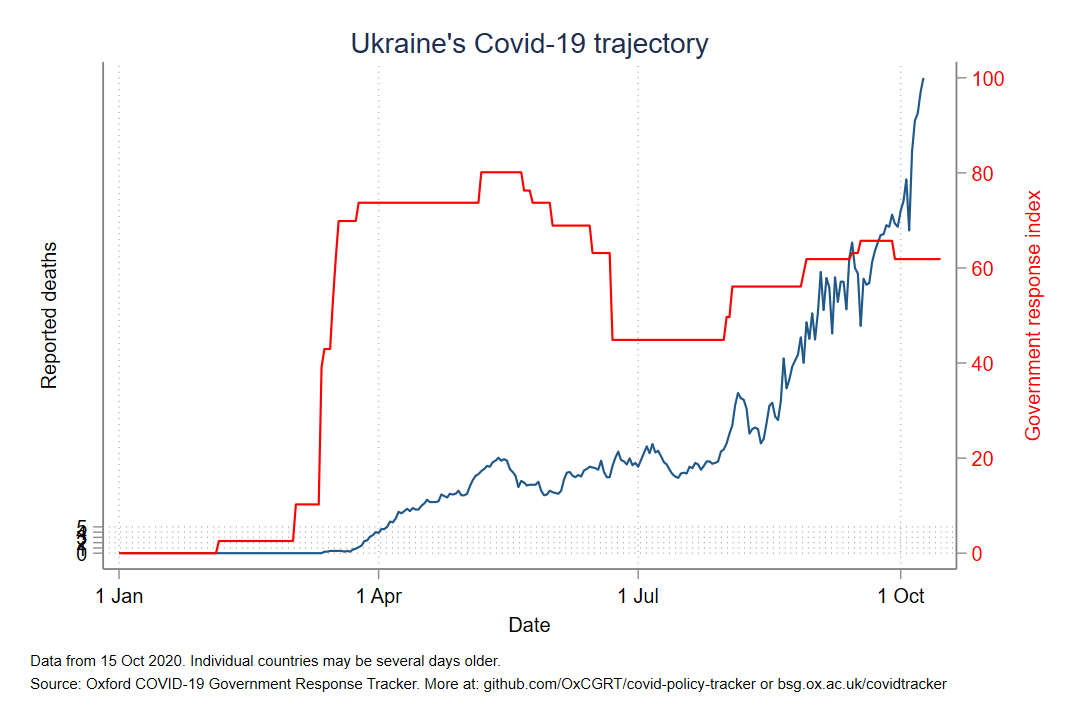 Ukraine's Covid-19 trajectory
100
80
60
40
20
0
5
0
Reported deaths
Government response index
1 Jan
1 Apr
1 Jul
1 Oct
Date
Data from 15 Oct 2020. Individual countries may be several days older.
Source: Oxford COVID-19 Government Response Tracker. More at: github.com/OxCGRT/covid-policy-tracker or bsg.ox.ac.uk/covidtracker